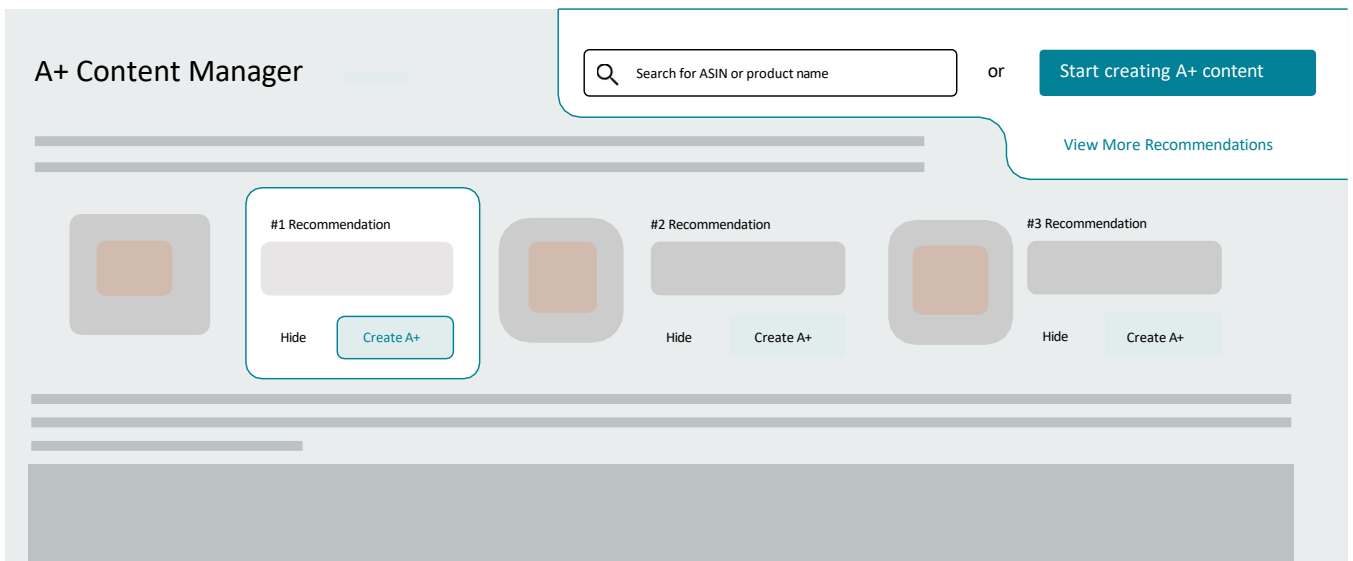 A+ Content Manager
Search for ASIN or product name
or
Start creating A+ content
View More Recommendations
#1 Recommendation
#2 Recommendation
#3 Recommendation
Hide
Create A+
Hide
Create A+
Hide
Create A+